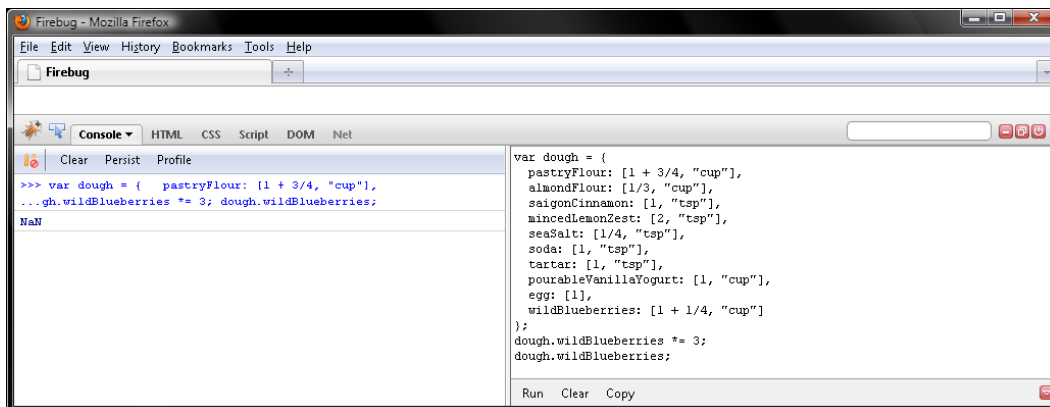 Firebug - Mozilla Firefox
File Edit View History Bookmarks Tools Help
Firebug
Console HTML CSS Script DOM Net
Clear Persist Profile
>>> var dough = {   pastryFlour: [1 + 3/4, "cup"],
...gh.wildBlueberries *= 3; dough.wildBlueberries;
NaN
var dough = {
  pastryFlour: [1 + 3/4, "cup"],
  almondFlour: [1/3, "cup"],
  saigonCinnamon: [1, "tsp"],
  mincedLemonZest: [2, "tsp"],
  seaSalt: [1/4, "tsp"],
  soda: [1, "tsp"],
  tartar: [1, "tsp"],
  pourableVanillaYogurt: [1, "cup"],
  egg: [1],
  wildBlueberries: [1 + 1/4, "cup"]
};
dough.wildBlueberries *= 3;
dough.wildBlueberries;
Run Clear Copy